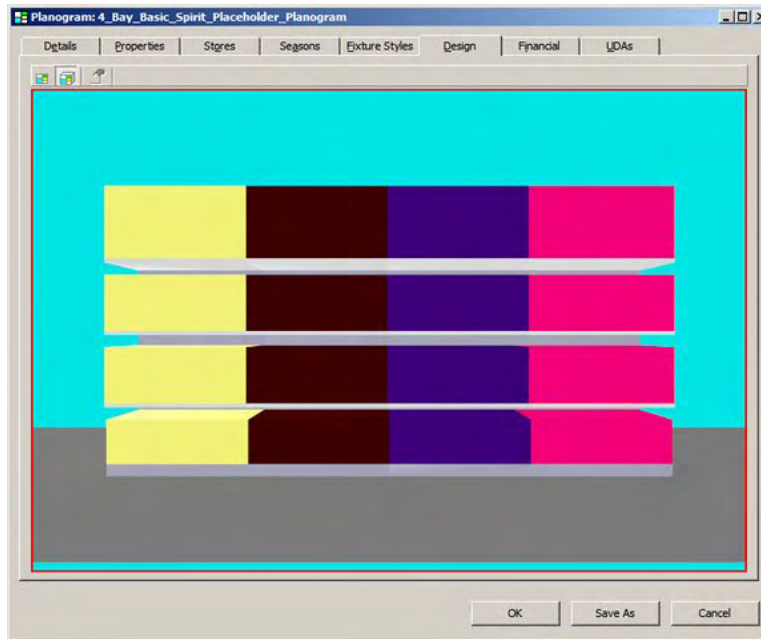 Planogram: 4_Bay_Basic_Spirit_Placeholder_Planogram
Details Properties Stores Seasons Fixture Styles Design Financial UDAs
OK Save As Cancel